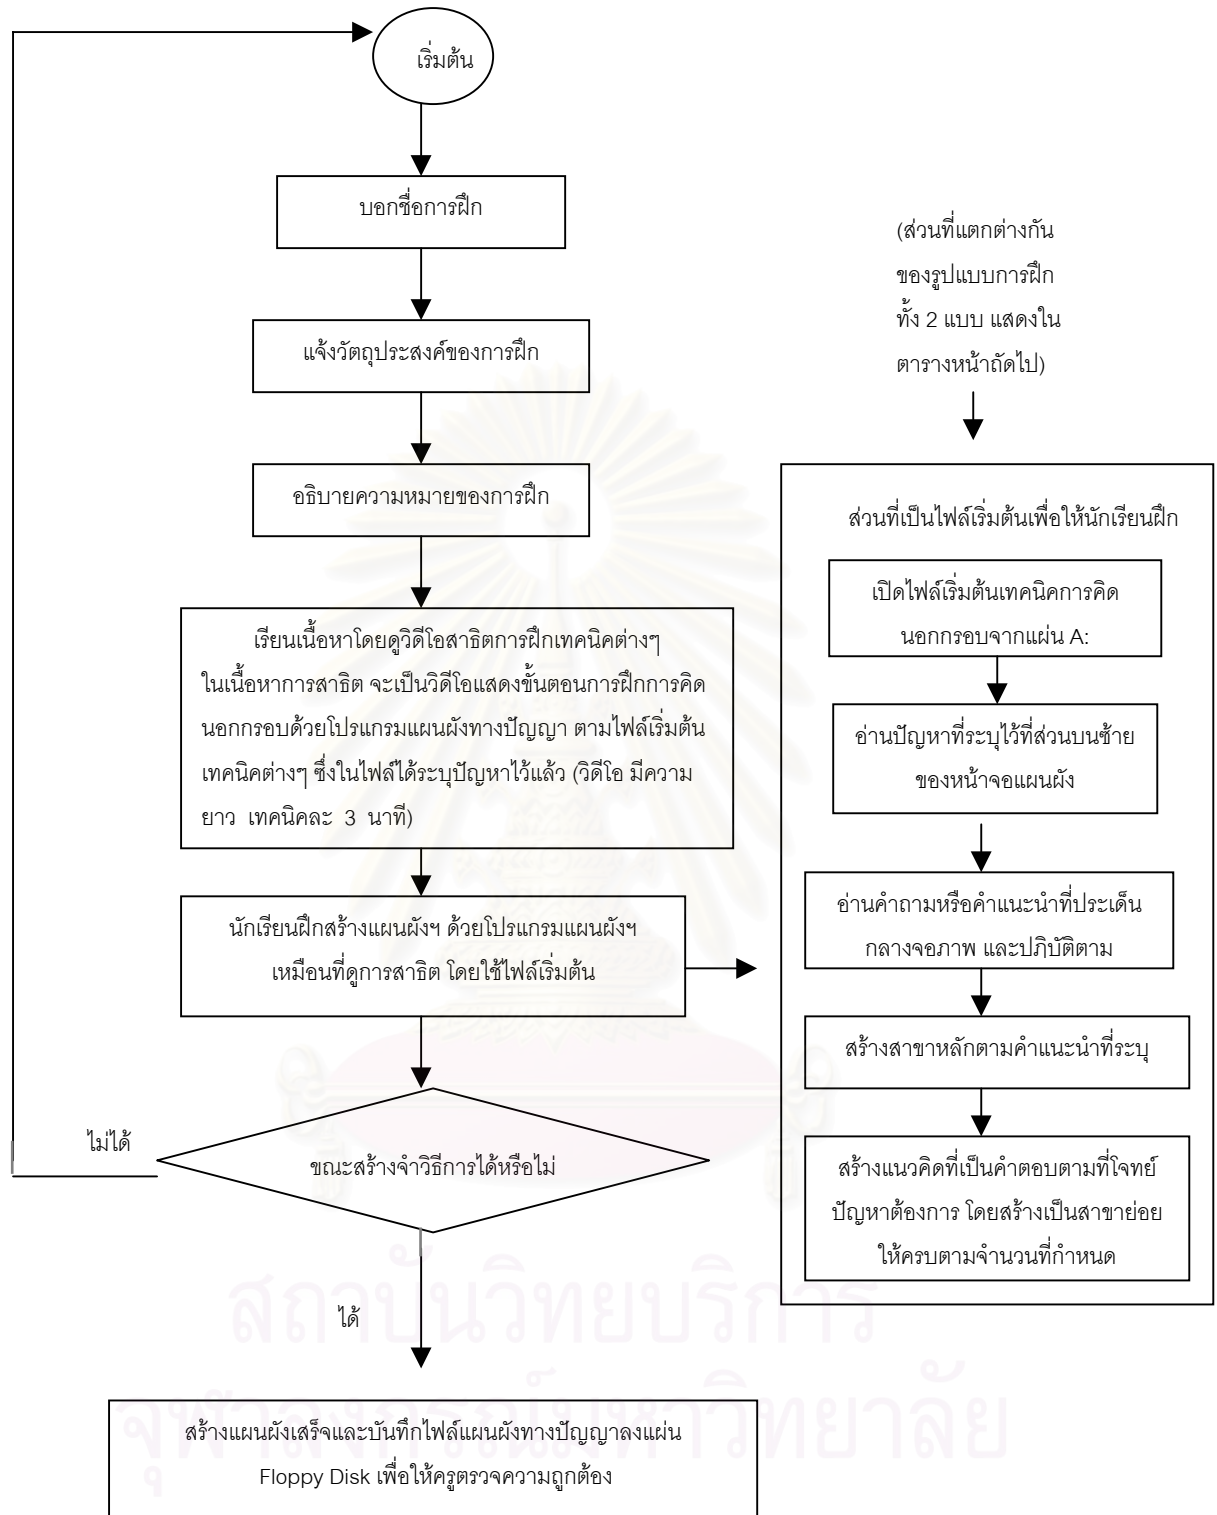 เริ่มต้น
บอกชื่อการฝึก
แจ้งวัตถุประสงค์ของการฝึก
อธิบายความหมายของการฝึก
เรียนเนื้อหาโดยดูวิดีโอสาธิตการฝึกเทคนิคต่างๆ
ในเนื้อหาการสาธิต จะเป็นวิดีโอแสดงขั้นตอนการฝึกการคิด
นอกกรอบด้วยโปรแกรมแผนผังทางปัญญา ตามไฟล์เริ่มต้น
เทคนิคต่างๆ ซึ่งในไฟล์ได้ระบุปัญหาไว้แล้ว (วิดีโอ มีความ
ยาว เทคนิคละ 3 นาที)
นักเรียนฝึกสร้างแผนผังฯ ด้วยโปรแกรมแผนผังฯ
เหมือนที่ดูการสาธิต โดยใช้ไฟล์เริ่มต้น
ไม่ได้
ขณะสร้างจำวิธีการได้หรือไม่
ได้
สร้างแผนผังเสร็จและบันทึกไฟล์แผนผังทางปัญญาลงแผ่น
Floppy Disk เพื่อให้ครูตรวจความถูกต้อง
(ส่วนที่แตกต่างกัน
ของรูปแบบการฝึก
ทั้ง 2 แบบ แสดงใน
ตารางหน้าถัดไป)
ส่วนที่เป็นไฟล์เริ่มต้นเพื่อให้นักเรียนฝึก
เปิดไฟล์เริ่มต้นเทคนิคการคิด
นอกกรอบจากแผ่น A:
อ่านปัญหาที่ระบุไว้ที่ส่วนบนซ้าย
ของหน้าจอแผนผัง
อ่านคำถามหรือคำแนะนำที่ประเด็น
กลางจอภาพ และปฏิบัติตาม
สร้างสาขาหลักตามคำแนะนำที่ระบุ
สร้างแนวคิดที่เป็นคำตอบตามที่โจทย์
ปัญหาต้องการ โดยสร้างเป็นสาขาย่อย
ให้ครบตามจำนวนที่กำหนด
สถาบันวิทยบริการ
จุฬาลงกรณ์มหาวิทยาลัย